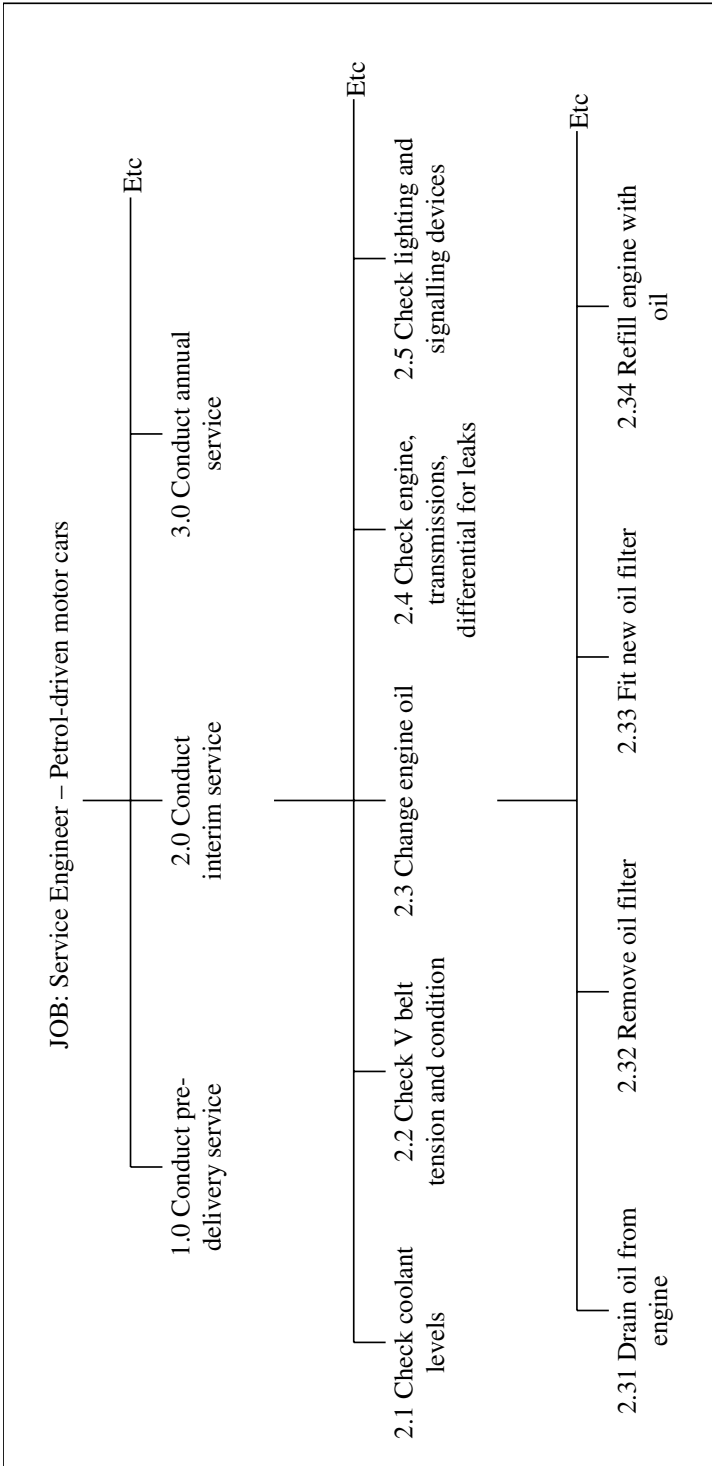 JOB: Service Engineer – Petrol-driven motor cars
1.0 Conduct pre-
delivery service
2.0 Conduct
interim service
3.0 Conduct annual
service
Etc
2.1 Check coolant
levels
2.2 Check V belt
tension and condition
2.3 Change engine oil
2.4 Check engine,
transmissions,
differential for leaks
2.5 Check lighting and
signalling devices
Etc
2.31 Drain oil from
engine
2.32 Remove oil filter
2.33 Fit new oil filter
2.34 Refill engine with
oil
Etc